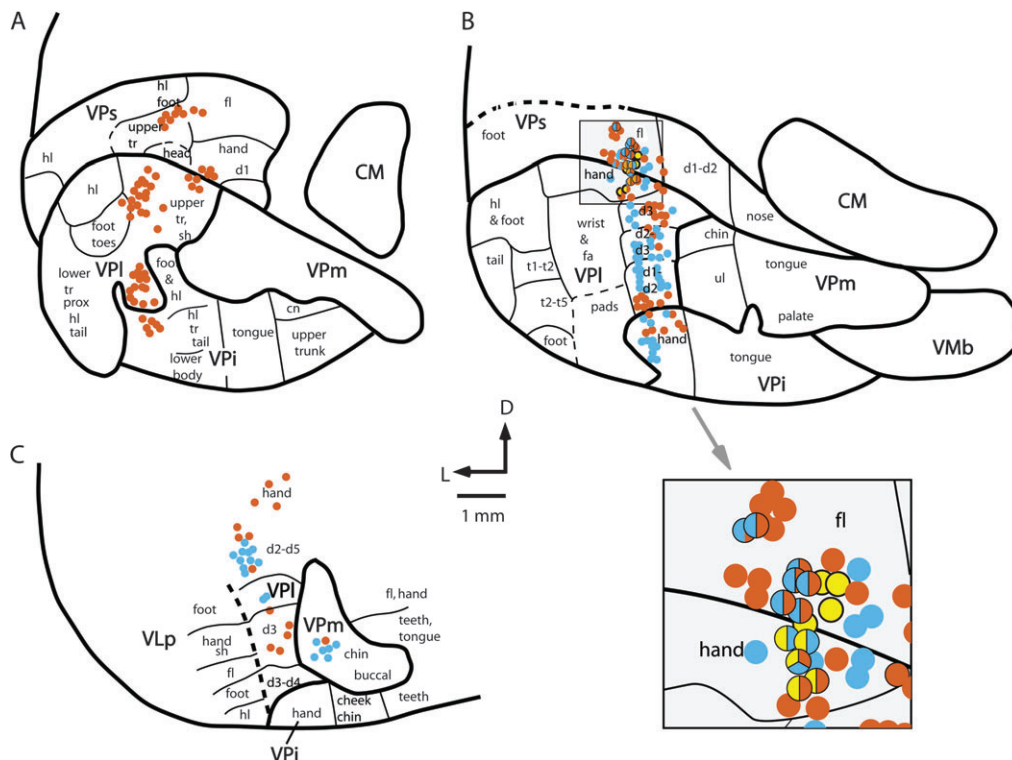 A
hl
foot
fl
VPs
upper
tr
head
hand
hl
d1
CM
hl
upper
tr,
sh
foot
toes
VPl
foot
& hl
VPm
lower
tr
prox
hl
tail
hl
tr
tail
tongue
cn
upper
trunk
lower
body
VPi
B
foot
VPs
fl
hand
d1-d2
CM
hl
& foot
nose
wrist
& fa
d3
d2-
d3
chin
tail
t1-t2
VPl
d1-
d2
ul
tongue
VPm
t2-t5
pads
palate
foot
hand
VMb
tongue
VPi
C
hand
d2-d5
VPl
foot
fl, hand
VLp
hand
sh
d3
VPm
teeth,
tongue
chin
fl
buccal
foot
d3-d4
hl
hand
cheek
chin
teeth
VPi
D
L
1 mm
fl
hand